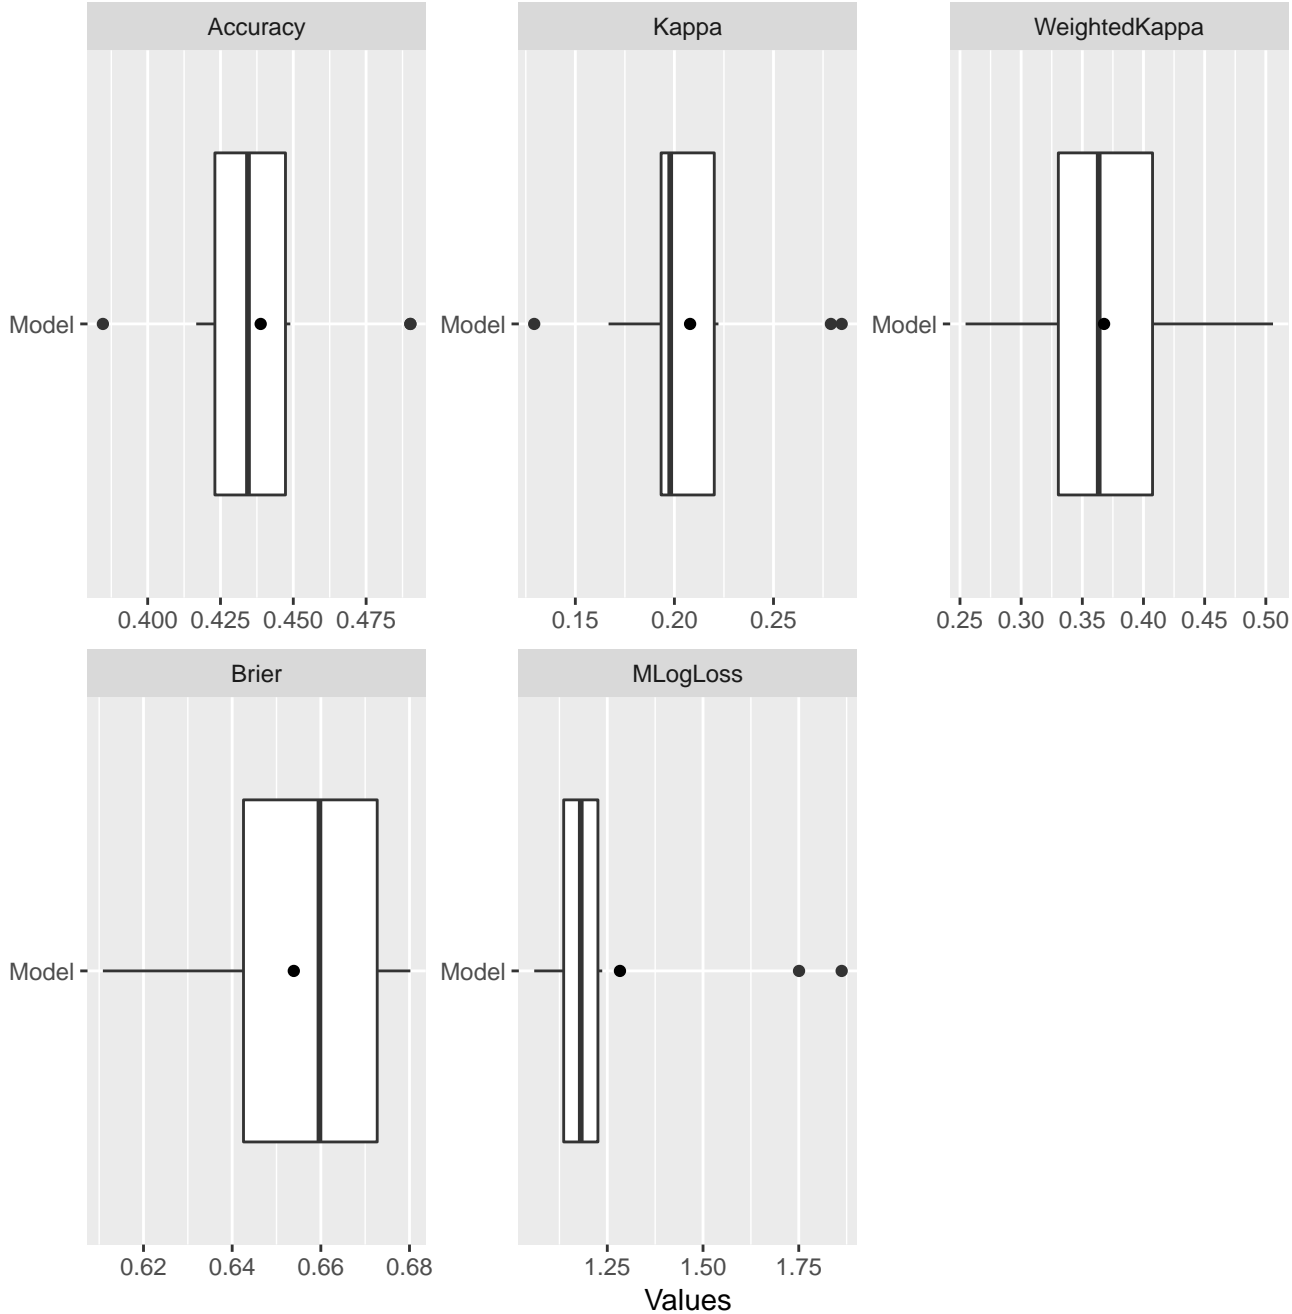 Accuracy Kappa WeightedKappa
Model Model Model
0.400 0.425 0.450 0.475 0.15 0.20 0.25 0.25 0.30 0.35 0.40 0.45 0.50
Brier MLogLoss
Model Model
0.62 0.64 0.66 0.68 1.25 1.50 1.75
Values